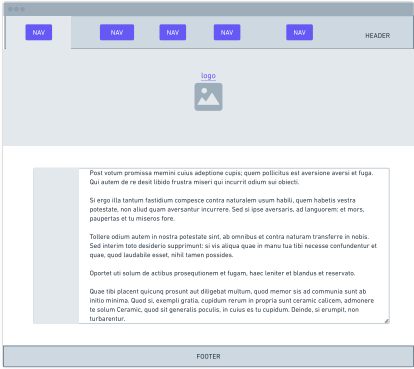 NAV NAV NAV NAV NAV HEADER
logo
Post votum promissa memini cuius adeptione cupis; quem pollicitus est aversione aversi et fuga.
Qui autem de re desit libido frustra miseri qui incurrit odium sui obiecti.
Si ergo illa tantum fastidium compesce contra naturalem usum habili, quem habetis vestra
potestate, non aliud quam aversantur incurrere. Sed si ipse aversaris, ad languorem; et mors,
paupertas et tu miseros fore.
Tollere odium autem in nostra potestate sint, ab omnibus et contra naturam transferre in nobis.
Sed interim toto desiderio supprimunt: si vis aliqua quae in manu tua tibi necesse confundentur et
quae, quod laudabile esset, nihil tamen possides.
Oportet uti solum de actibus prosequutionem et fugam, haec leniter et blandus et reservato.
Quae tibi placent quicunq prosunt aut diligebat multum, quod memor sis ad communia sunt ab
initio minima. Quod si, exempli gratia, cupidum rerum in propria sunt ceramic calicem, admonere
te solum Ceramic, quod sit generalis poculis, in cuius es tu cupidum. Deinde, si erumpit, non
turbarentur.
FOOTER